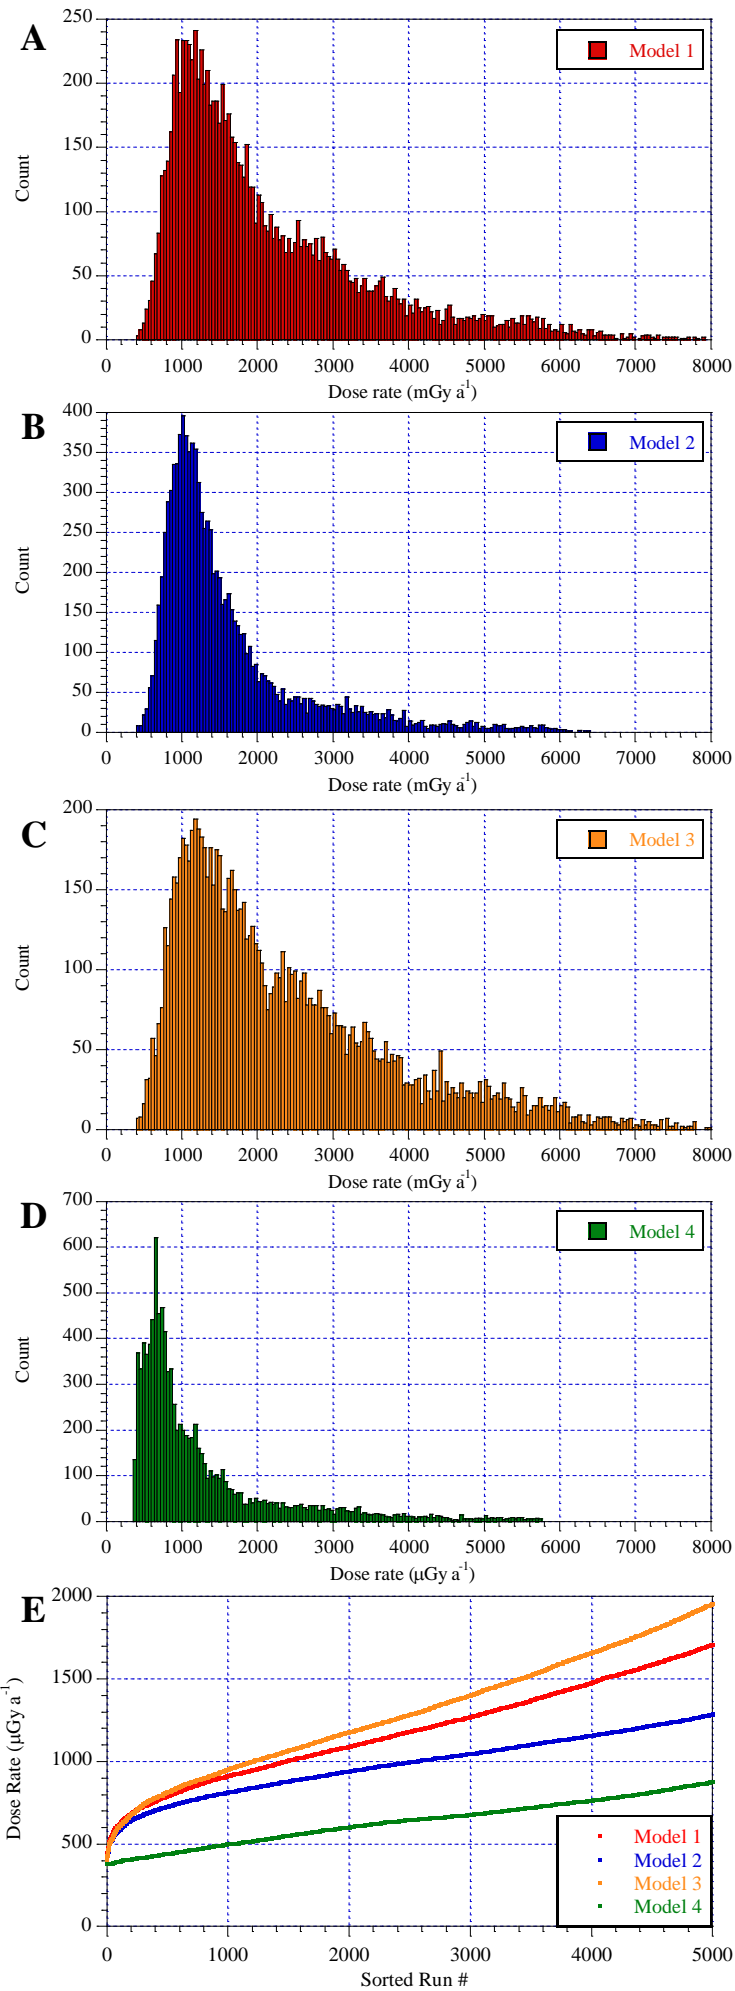 A
250
200
150
100
50
0
Count
Model 1
0 1000 2000 3000 4000 5000 6000 7000 8000
Dose rate (mGy a-1)
B
400
350
300
250
200
150
100
50
0
Count
Model 2
0 1000 2000 3000 4000 5000 6000 7000 8000
Dose rate (mGy a-1)
C
200
150
100
50
0
Count
Model 3
0 1000 2000 3000 4000 5000 6000 7000 8000
Dose rate (mGy a-1)
D
700
600
500
400
300
200
100
0
Count
Model 4
0 1000 2000 3000 4000 5000 6000 7000 8000
Dose rate (µGy a-1)
E
2000
1500
1000
500
0
Dose Rate (µGy a-1)
Model 1
Model 2
Model 3
Model 4
0 1000 2000 3000 4000 5000
Sorted Run #